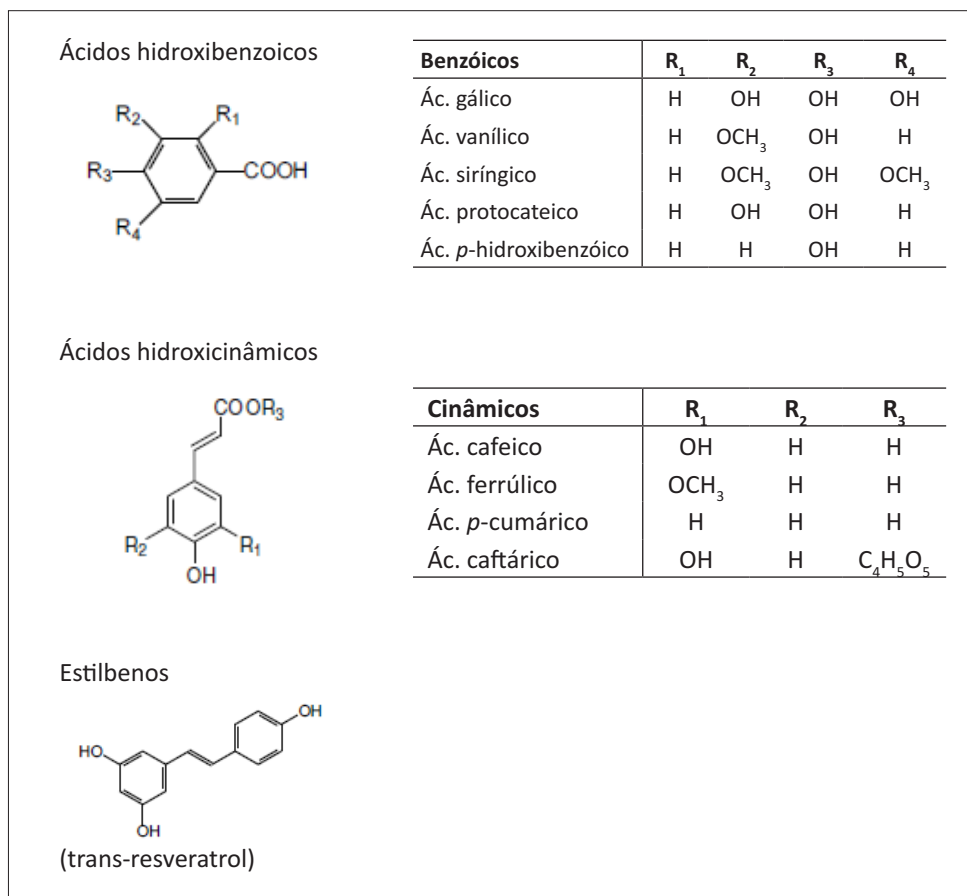 Ácidos hidroxibenzoicos
R₂ R₁
R₃ COOH
R₄
Benzóicos R₁ R₂ R₃ R₄
Ác. gálico H OH OH OH
Ác. vanílico H OCH₃ OH H
Ác. siríngico H OCH₃ OH OCH₃
Ác. protocateico H OH OH H
Ác. p-hidroxibenzóico H H OH H
Ácidos hidroxicinâmicos
COOR₃
R₂ R₁
OH
Cinâmicos R₁ R₂ R₃
Ác. cafeico OH H H
Ác. ferrúlico OCH₃ H H
Ác. p-cumárico H H H
Ác. caftárico OH H C₄H₅O₅
Estilbenos
OH
HO
OH
(trans-resveratrol)